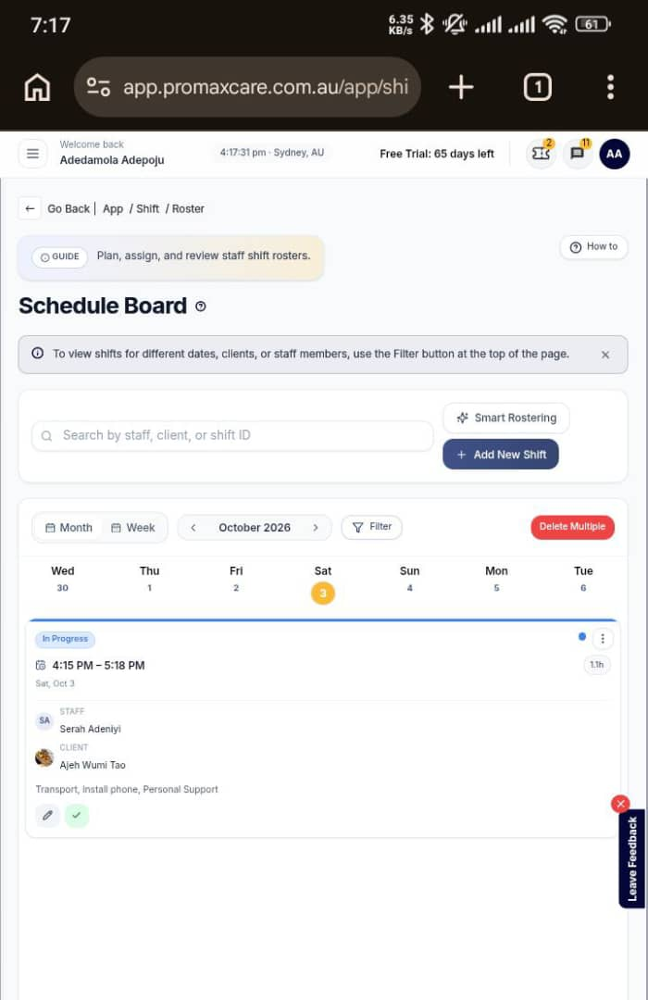 7:17
6.35 KB/s
61
app.promaxcare.com.au/app/shi
1
Welcome back
Adedamola Adepoju
4:17:31 pm · Sydney, AU
Free Trial: 65 days left
2
11
AA
Go Back | App / Shift / Roster
GUIDE
Plan, assign, and review staff shift rosters.
How to
Schedule Board
To view shifts for different dates, clients, or staff members, use the Filter button at the top of the page.
Search by staff, client, or shift ID
Smart Rostering
+ Add New Shift
Month
Week
October 2026
Filter
Delete Multiple
Wed Thu Fri Sat Sun Mon Tue
30 1 2 3 4 5 6
In Progress
4:15 PM – 5:18 PM
1.1h
Sat, Oct 3
STAFF
SA
Serah Adeniyi
CLIENT
Ajeh Wumi Tao
Transport, Install phone, Personal Support
Leave Feedback